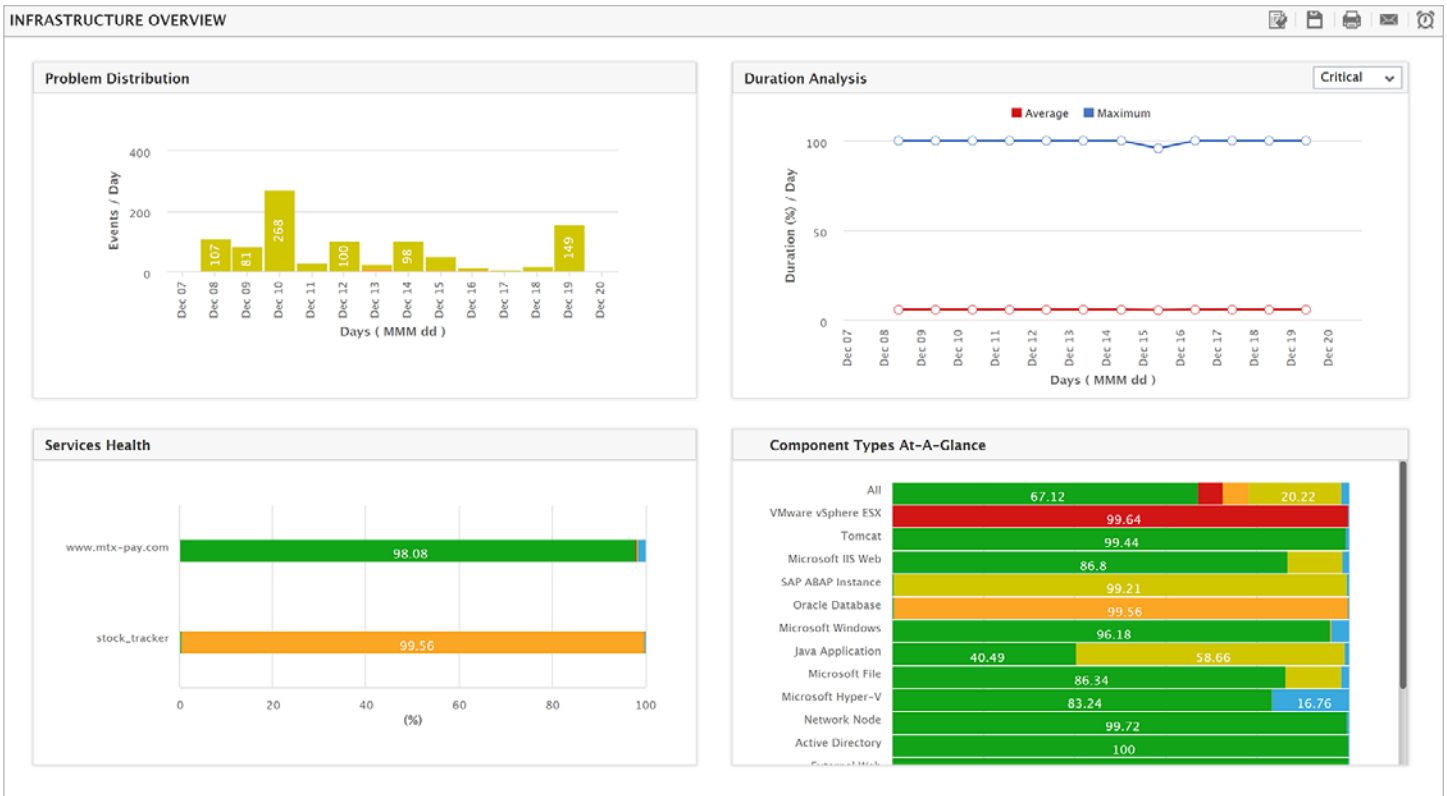 INFRASTRUCTURE OVERVIEW
Problem Distribution
400
200
0
Events / Day
107
81
268
100
98
149
Dec 07
Dec 08
Dec 09
Dec 10
Dec 11
Dec 12
Dec 13
Dec 14
Dec 15
Dec 16
Dec 17
Dec 18
Dec 19
Dec 20
Days ( MMM dd )
Duration Analysis
Critical
Average Maximum
100
50
0
Duration (%) / Day
Dec 07
Dec 08
Dec 09
Dec 10
Dec 11
Dec 12
Dec 13
Dec 14
Dec 15
Dec 16
Dec 17
Dec 18
Dec 19
Dec 20
Days ( MMM dd )
Services Health
www.mtx-pay.com 98.08
stock_tracker 99.56
0 20 40 60 80 100
(%)
Component Types At-A-Glance
All 67.12 20.22
VMware vSphere ESX 99.64
Tomcat 99.44
Microsoft IIS Web 86.8
SAP ABAP Instance 99.21
Oracle Database 99.56
Microsoft Windows 96.18
Java Application 40.49 58.66
Microsoft File 86.34
Microsoft Hyper-V 83.24 16.76
Network Node 99.72
Active Directory 100